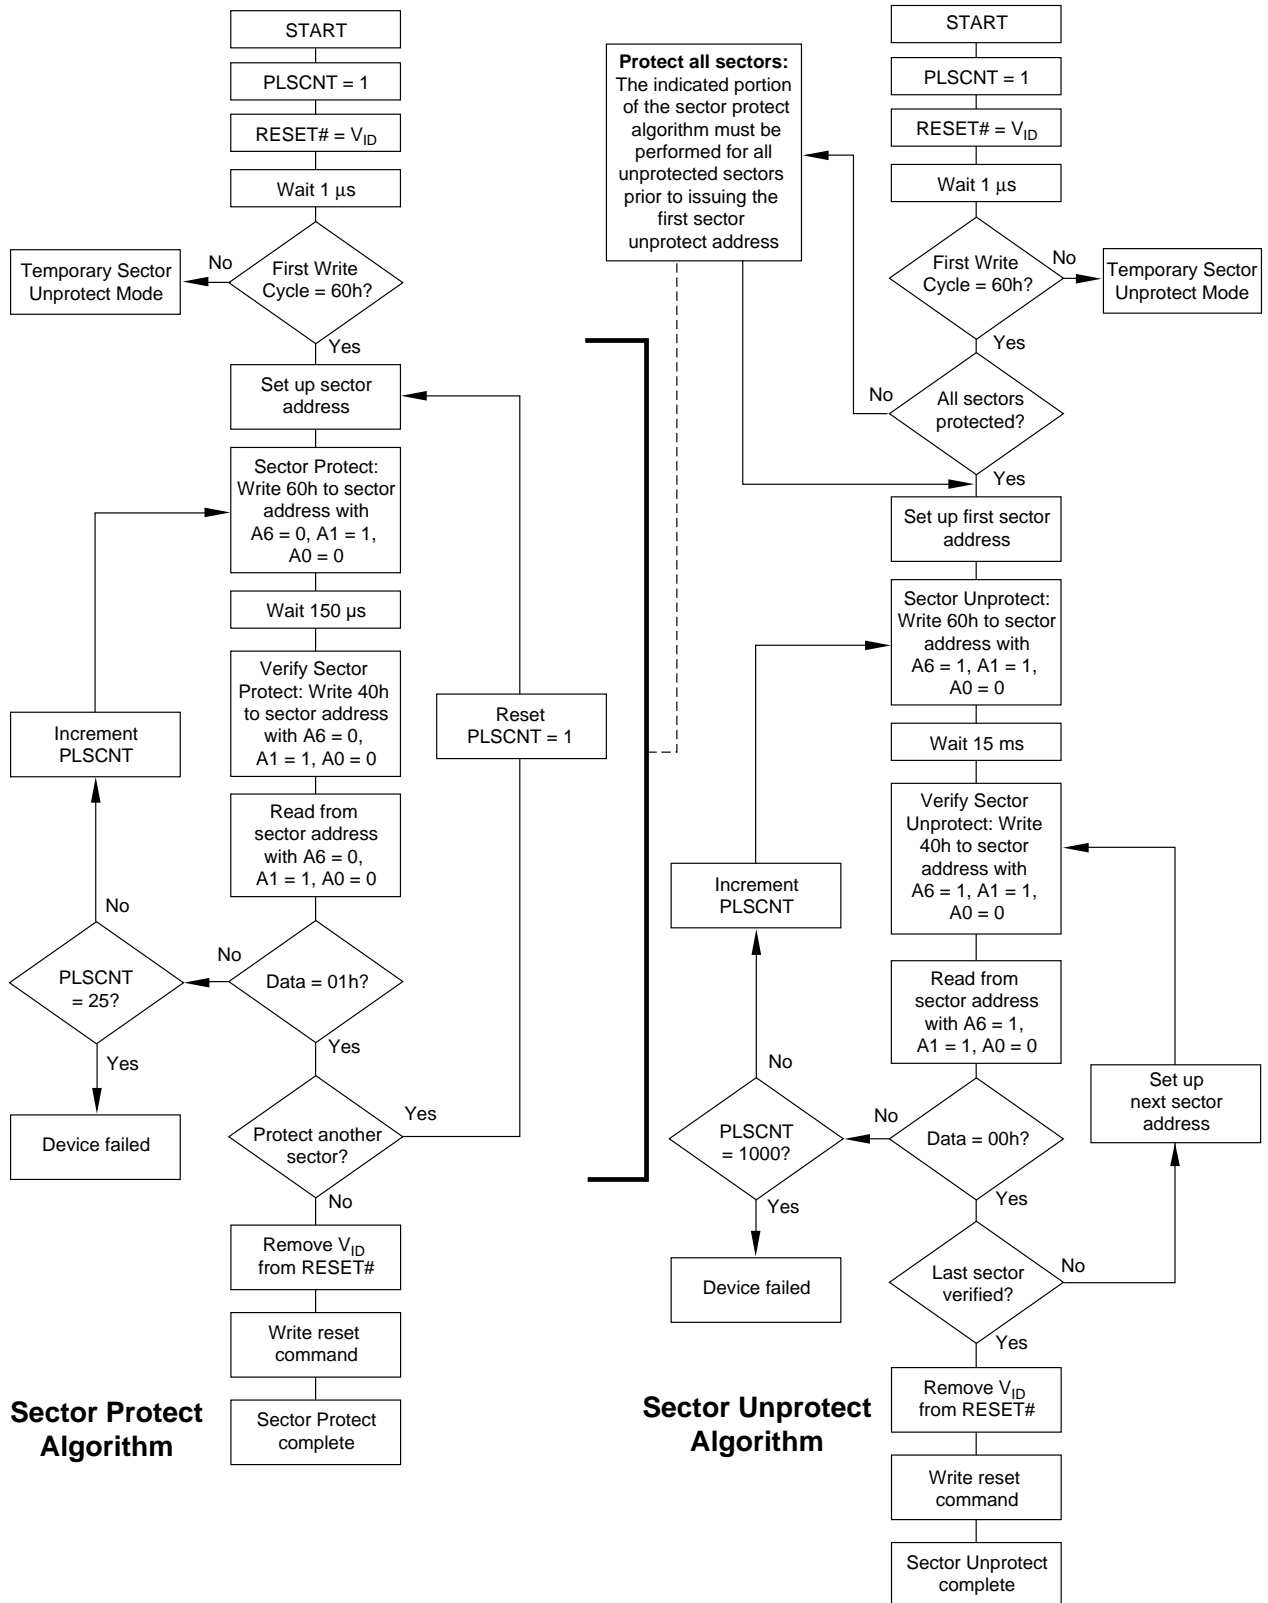 START
PLSCNT = 1
RESET# = VID
Wait 1 μs
First Write
Cycle = 60h?
No
Temporary Sector
Unprotect Mode
Yes
Set up sector
address
Sector Protect:
Write 60h to sector
address with
A6 = 0, A1 = 1,
A0 = 0
Wait 150 µs
Verify Sector
Protect: Write 40h
to sector address
with A6 = 0,
A1 = 1, A0 = 0
Increment
PLSCNT
Reset
PLSCNT = 1
Read from
sector address
with A6 = 0,
A1 = 1, A0 = 0
No
PLSCNT
= 25?
No
Data = 01h?
Yes
Yes
Device failed
Protect another
sector?
Yes
No
Remove VID
from RESET#
Write reset
command
Sector Protect
complete
Sector Protect
Algorithm
Protect all sectors:
The indicated portion
of the sector protect
algorithm must be
performed for all
unprotected sectors
prior to issuing the
first sector
unprotect address
START
PLSCNT = 1
RESET# = VID
Wait 1 μs
First Write
Cycle = 60h?
No
Temporary Sector
Unprotect Mode
Yes
No
All sectors
protected?
Yes
Set up first sector
address
Sector Unprotect:
Write 60h to sector
address with
A6 = 1, A1 = 1,
A0 = 0
Wait 15 ms
Verify Sector
Unprotect: Write
40h to sector
address with
A6 = 1, A1 = 1,
A0 = 0
Increment
PLSCNT
Read from
sector address
with A6 = 1,
A1 = 1, A0 = 0
No
Set up
next sector
address
PLSCNT
= 1000?
No
Data = 00h?
Yes
Yes
Device failed
Last sector
verified?
No
Yes
Remove VID
from RESET#
Write reset
command
Sector Unprotect
complete
Sector Unprotect
Algorithm